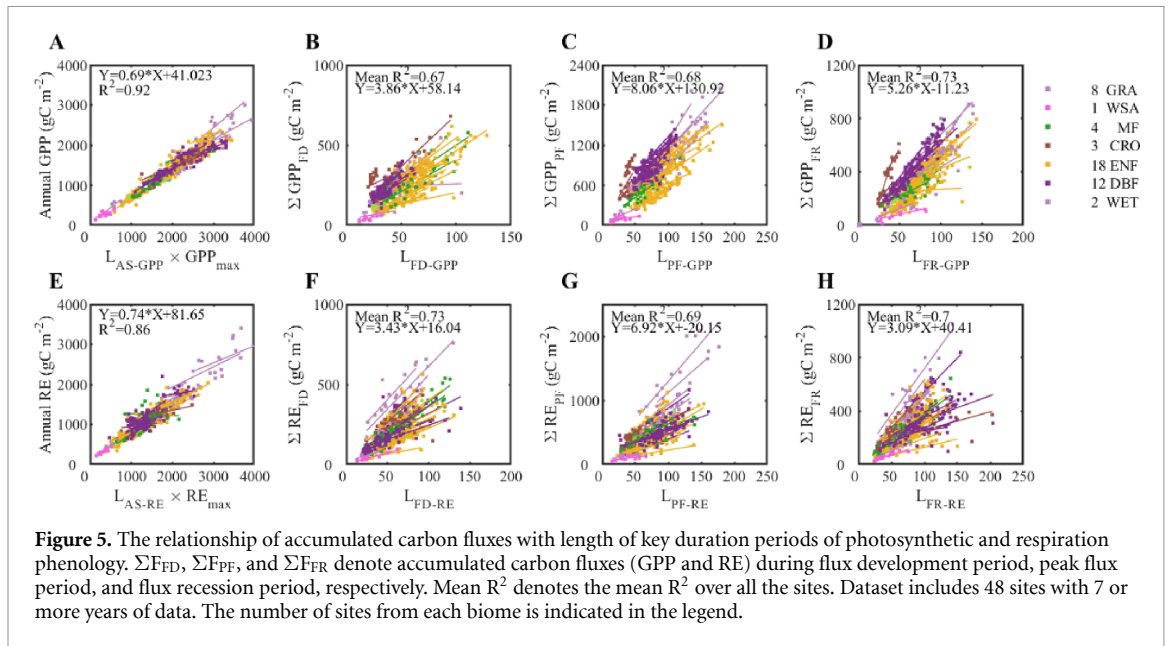 A
B
C
D
Y=0.69*X+41.023
R²=0.92
Mean R²=0.67
Y=3.86*X+58.14
Mean R²=0.68
Y=8.06*X+130.92
Mean R²=0.73
Y=5.26*X-11.23
Annual GPP (gC m⁻²)
4000
3000
2000
1000
0
0 1000 2000 3000 4000
L_AS-GPP × GPP_max
Σ GPP_FD (gC m⁻²)
1000
500
0
0 50 100 150
L_FD-GPP
Σ GPP_PF (gC m⁻²)
2400
1800
1200
600
0
0 50 100 150 200
L_PF-GPP
Σ GPP_FR (gC m⁻²)
1200
800
400
0
0 50 100 150 200
L_FR-GPP
8 GRA
1 WSA
4 MF
3 CRO
18 ENF
12 DBF
2 WET
E
F
G
H
Y=0.74*X+81.65
R²=0.86
Mean R²=0.73
Y=3.43*X+16.04
Mean R²=0.69
Y=6.92*X+-20.15
Mean R²=0.7
Y=3.09*X+40.41
Annual RE (gC m⁻²)
4000
3000
2000
1000
0
0 1000 2000 3000 4000
L_AS-RE × RE_max
Σ RE_FD (gC m⁻²)
1000
500
0
0 50 100 150 200
L_FD-RE
Σ RE_PF (gC m⁻²)
2000
1500
1000
500
0
0 50 100 150 200 250
L_PF-RE
Σ RE_FR (gC m⁻²)
1200
800
400
0
0 50 100 150 200 250
L_FR-RE
Figure 5. The relationship of accumulated carbon fluxes with length of key duration periods of photosynthetic and respiration
phenology. ΣF_FD, ΣF_PF, and ΣF_FR denote accumulated carbon fluxes (GPP and RE) during flux development period, peak flux
period, and flux recession period, respectively. Mean R² denotes the mean R² over all the sites. Dataset includes 48 sites with 7 or
more years of data. The number of sites from each biome is indicated in the legend.